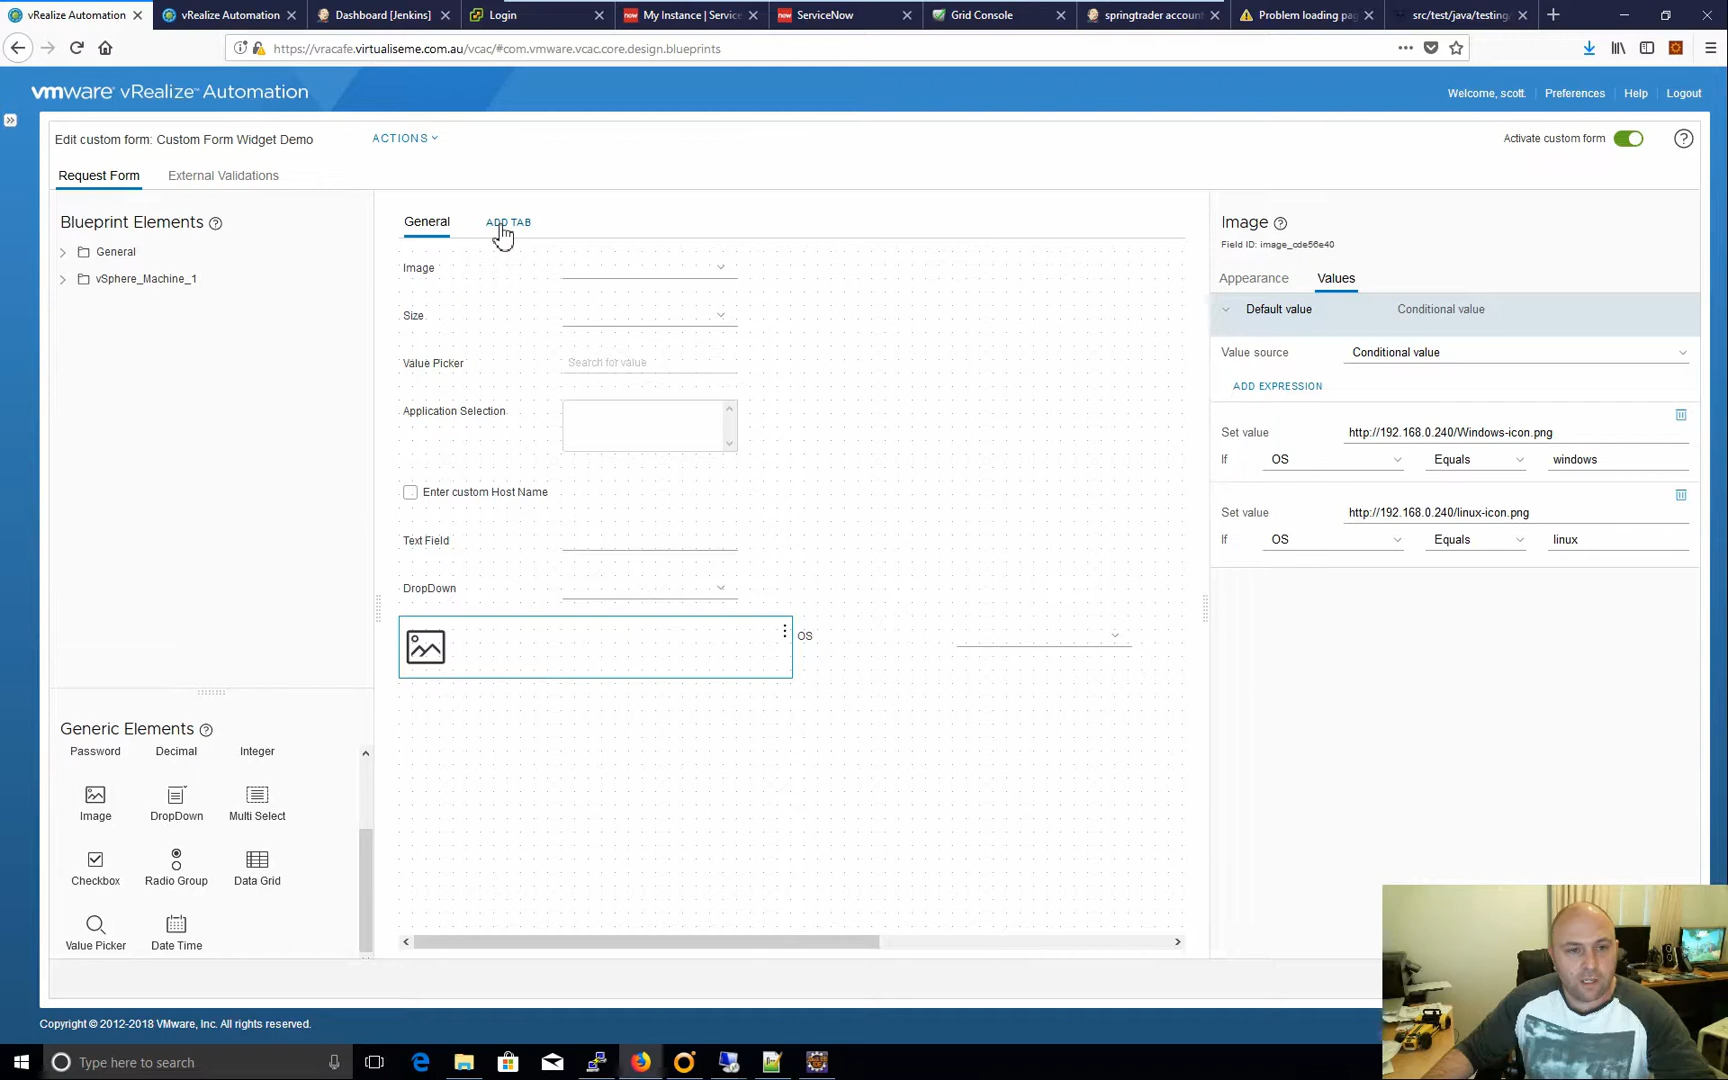 vRealize Automation
vRealize Automation
Dashboard [Jenkins]
Login
My Instance | Service
ServiceNow
Grid Console
springtrader accoun
Problem loading pag
src/test/java/testing
https://vracafe.virtualiseme.com.au/vcac/#com.vmware.vcac.core.design.blueprints
vmware vRealize Automation
Welcome, scott.
Preferences
Help
Logout
Edit custom form: Custom Form Widget Demo
ACTIONS
Activate custom form
Request Form
External Validations
Blueprint Elements
General
vSphere_Machine_1
General
ADD TAB
Image
Size
Value Picker
Search for value
Application Selection
Enter custom Host Name
Text Field
DropDown
OS
Image
Field ID: image_cde56e40
Appearance
Values
Default value
Conditional value
Value source
Conditional value
ADD EXPRESSION
Set value
http://192.168.0.240/Windows-icon.png
If
OS
Equals
windows
Set value
http://192.168.0.240/linux-icon.png
If
OS
Equals
linux
Generic Elements
Password
Decimal
Integer
Image
DropDown
Multi Select
Checkbox
Radio Group
Data Grid
Value Picker
Date Time
Copyright © 2012-2018 VMware, Inc. All rights reserved.
Type here to search